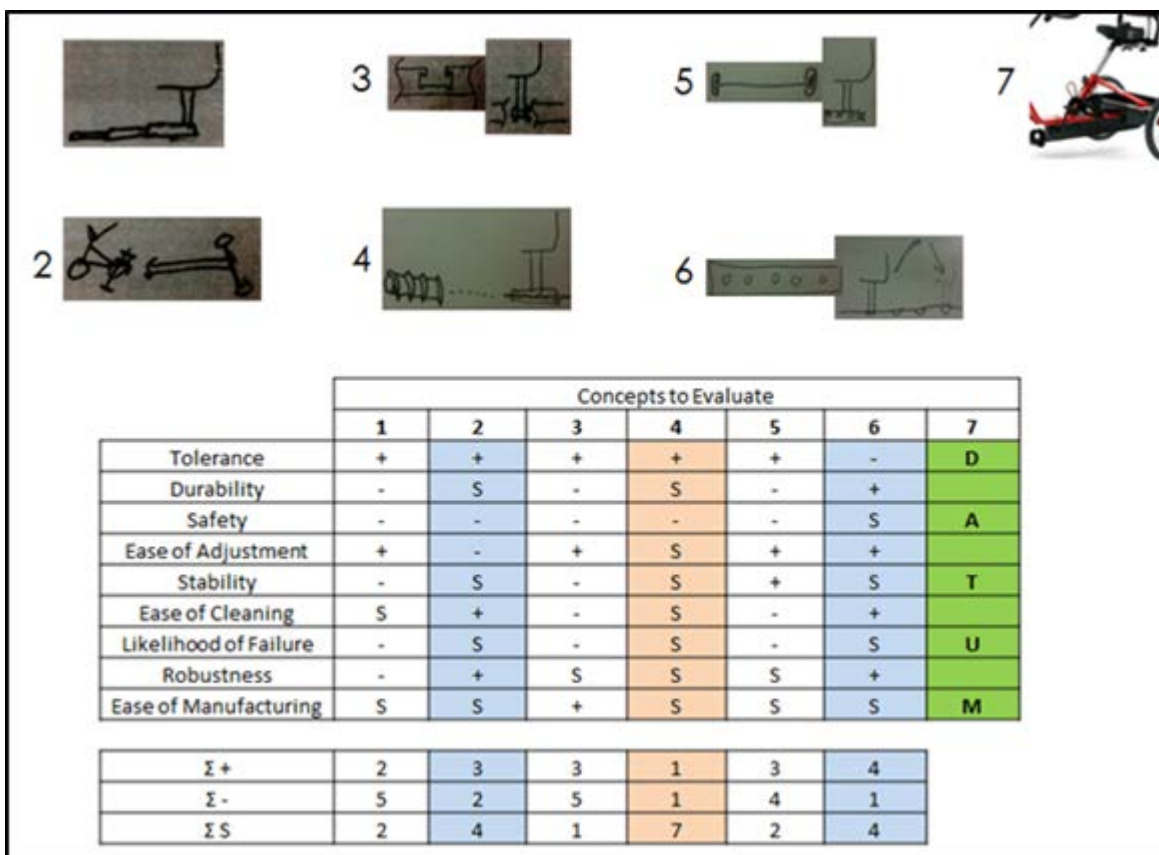 3
5
7
2
4
6
Concepts to Evaluate
1 2 3 4 5 6 7
Tolerance + + + + + - D
Durability - S - S - +
Safety - - - - - S A
Ease of Adjustment + - + S + +
Stability - S - S + S T
Ease of Cleaning S + - S - +
Likelihood of Failure - S - S - S U
Robustness - + S S S +
Ease of Manufacturing S S + S S S M
Σ + 2 3 3 1 3 4
Σ - 5 2 5 1 4 1
Σ S 2 4 1 7 2 4